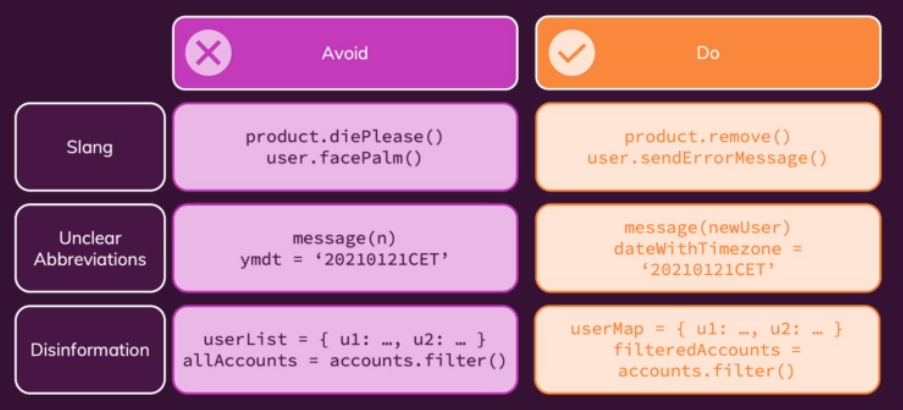 Avoid
Do
Slang
product.diePlease()
user.facePalm()
product.remove()
user.sendErrorMessage()
Unclear
Abbreviations
message(n)
ymdt = ‘20210121CET’
message(newUser)
dateWithTimezone =
‘20210121CET’
Disinformation
userList = { u1: …, u2: … }
allAccounts = accounts.filter()
userMap = { u1: …, u2: … }
filteredAccounts =
accounts.filter()